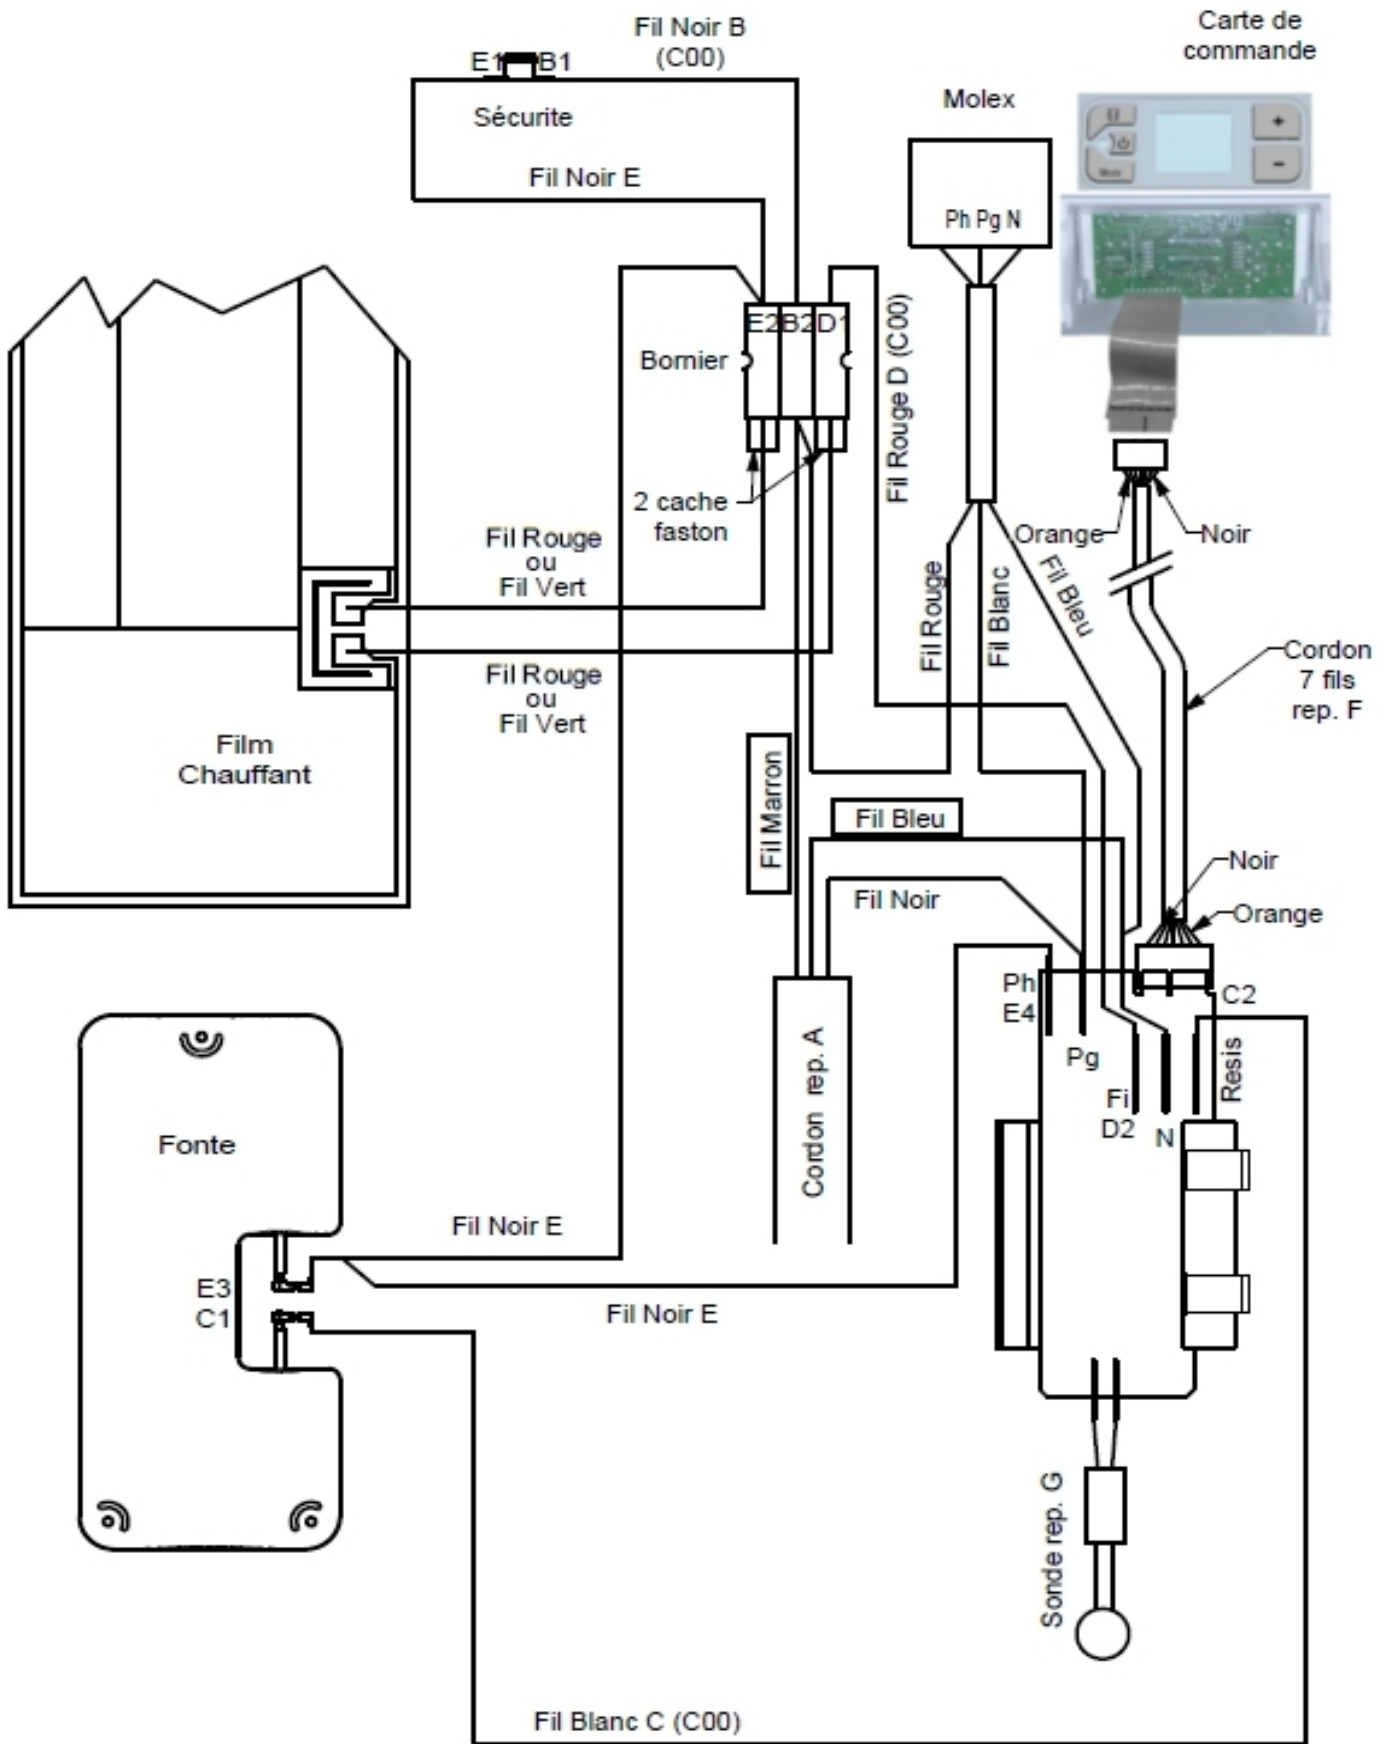 Fil Noir B
(C00)
Carte de
commande
E1
B1
Sécurite
Molex
Fil Noir E
Ph Pg N
Mode
+
-
E2
B2
D1
Bornier
Fil Rouge D (C00)
2 cache
faston
Orange
Noir
Fil Rouge
ou
Fil Vert
Fil Rouge
Fil Blanc
Fil Bleu
Cordon
7 fils
rep. F
Fil Rouge
ou
Fil Vert
Film
Chauffant
Fil Marron
Fil Bleu
Noir
Fil Noir
Orange
Ph
E4
C2
Pg
Cordon rep. A
Resis
Fi
D2
N
Fonte
Fil Noir E
E3
C1
Fil Noir E
Sonde rep. G
Fil Blanc C (C00)